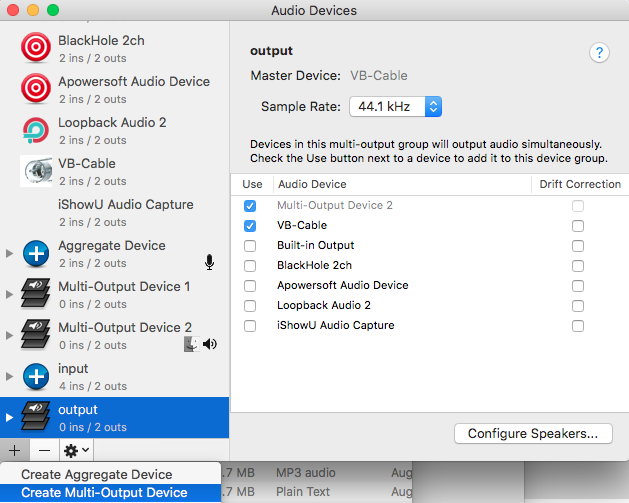 Audio Devices
BlackHole 2ch
2 ins / 2 outs
Apowersoft Audio Device
2 ins / 2 outs
Loopback Audio 2
2 ins / 2 outs
VB-Cable
2 ins / 2 outs
iShowU Audio Capture
2 ins / 2 outs
Aggregate Device
2 ins / 2 outs
Multi-Output Device 1
0 ins / 2 outs
Multi-Output Device 2
0 ins / 2 outs
input
4 ins / 2 outs
output
0 ins / 2 outs
Create Aggregate Device
Create Multi-Output Device
output
?
Master Device: VB-Cable
Sample Rate: 44.1 kHz
Devices in this multi-output group will output audio simultaneously.
Check the Use button next to a device to add it to this device group.
Use Audio Device Drift Correction
Multi-Output Device 2
VB-Cable
Built-in Output
BlackHole 2ch
Apowersoft Audio Device
Loopback Audio 2
iShowU Audio Capture
Configure Speakers...
.7 MB MP3 audio Aug
MB Plain Text Aug